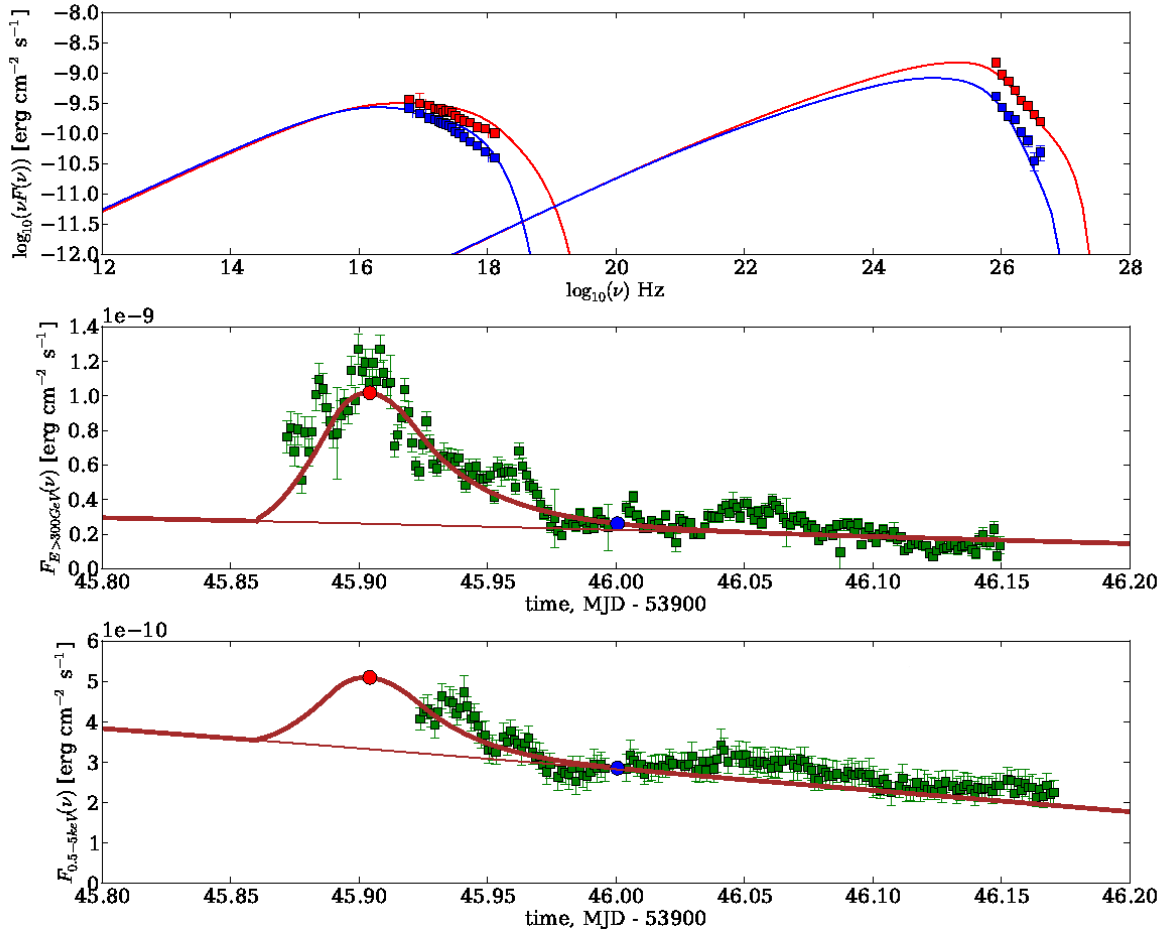 −8.0
−8.5
−9.0
−9.5
−10.0
−10.5
−11.0
−11.5
−12.0
log₁₀(νF(ν)) [erg cm⁻² s⁻¹]
12 14 16 18 20 22 24 26 28
log₁₀(ν) Hz
1e−9
1.4
1.2
1.0
0.8
0.6
0.4
0.2
0.0
F_{E>300GeV}(ν) [erg cm⁻² s⁻¹]
45.80 45.85 45.90 45.95 46.00 46.05 46.10 46.15 46.20
time, MJD - 53900
1e−10
6
5
4
3
2
1
0
F_{0.5−5keV}(ν) [erg cm⁻² s⁻¹]
45.80 45.85 45.90 45.95 46.00 46.05 46.10 46.15 46.20
time, MJD - 53900